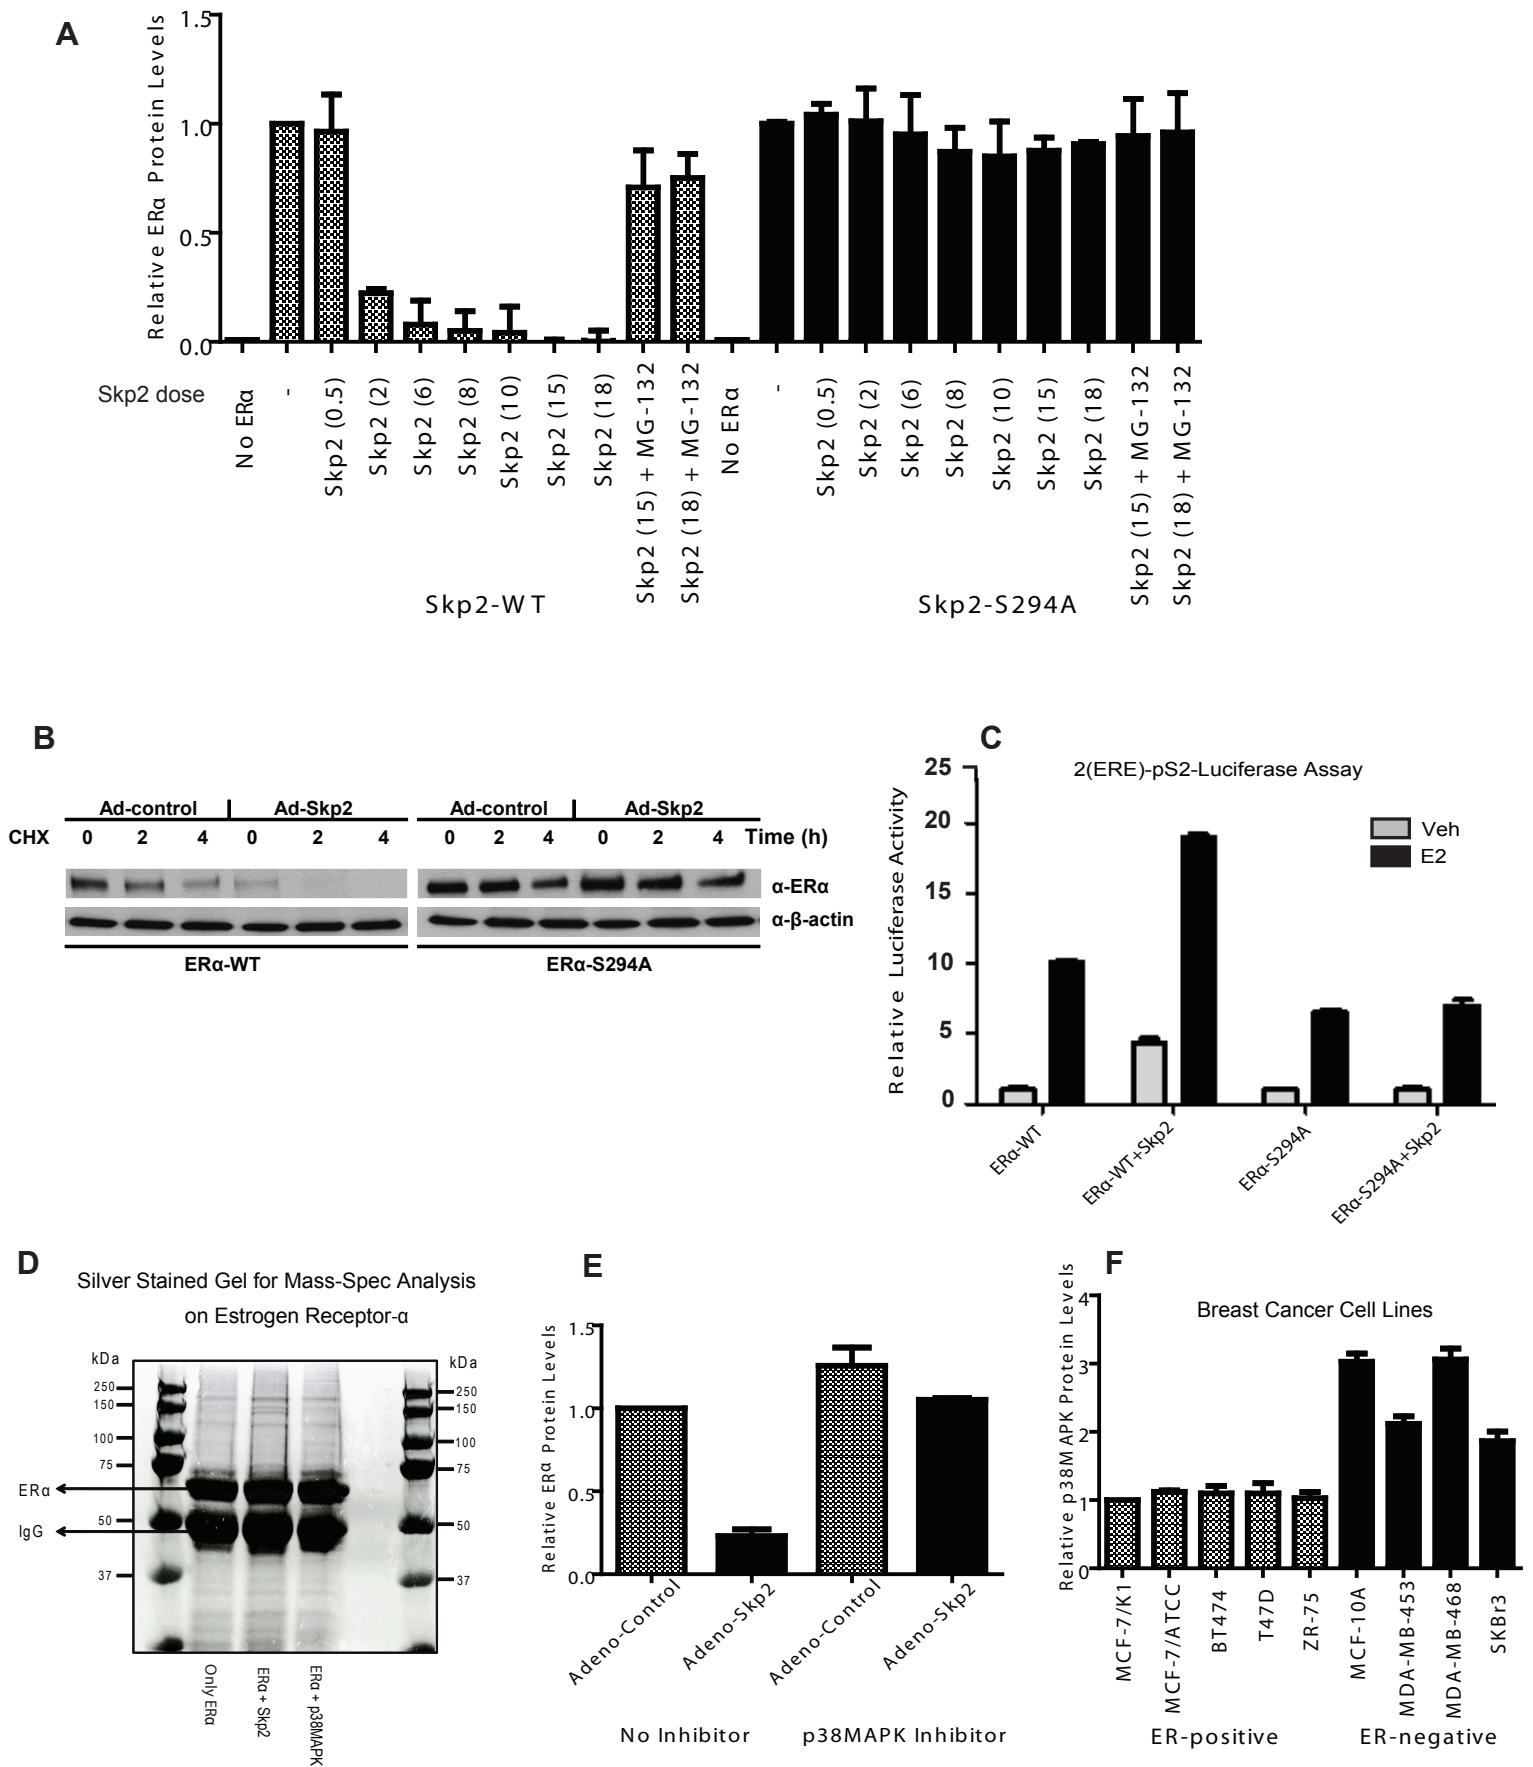 A
Relative ERα Protein Levels
1.5
1.0
0.5
0.0
Skp2 dose
No ERα
-
Skp2 (0.5)
Skp2 (2)
Skp2 (6)
Skp2 (8)
Skp2 (10)
Skp2 (15)
Skp2 (18)
Skp2 (15) + MG-132
Skp2 (18) + MG-132
No ERα
-
Skp2 (0.5)
Skp2 (2)
Skp2 (6)
Skp2 (8)
Skp2 (10)
Skp2 (15)
Skp2 (18)
Skp2 (15) + MG-132
Skp2 (18) + MG-132
Skp2-WT
Skp2-S294A
B
Ad-control Ad-Skp2 Ad-control Ad-Skp2
CHX 0 2 4 0 2 4 0 2 4 0 2 4 Time (h)
α-ERα
α-β-actin
ERα-WT ERα-S294A
C
2(ERE)-pS2-Luciferase Assay
Relative Luciferase Activity
25
20
15
10
5
0
Veh
E2
ERα-WT
ERα-WT+Skp2
ERα-S294A
ERα-S294A+Skp2
D
Silver Stained Gel for Mass-Spec Analysis
on Estrogen Receptor-α
kDa
250
150
100
75
ERα
50
IgG
37
kDa
250
150
100
75
50
37
Only ERα
ERα + Skp2
ERα + p38MAPK
E
Relative ERα Protein Levels
1.5
1.0
0.5
0.0
Adeno-Control
Adeno-Skp2
Adeno-Control
Adeno-Skp2
No Inhibitor
p38MAPK Inhibitor
F
Breast Cancer Cell Lines
Relative p38MAPK Protein Levels
4
3
2
1
0
MCF-7/K1
MCF-7/ATCC
BT474
T47D
ZR-75
MCF-10A
MDA-MB-453
MDA-MB-468
SKBr3
ER-positive
ER-negative